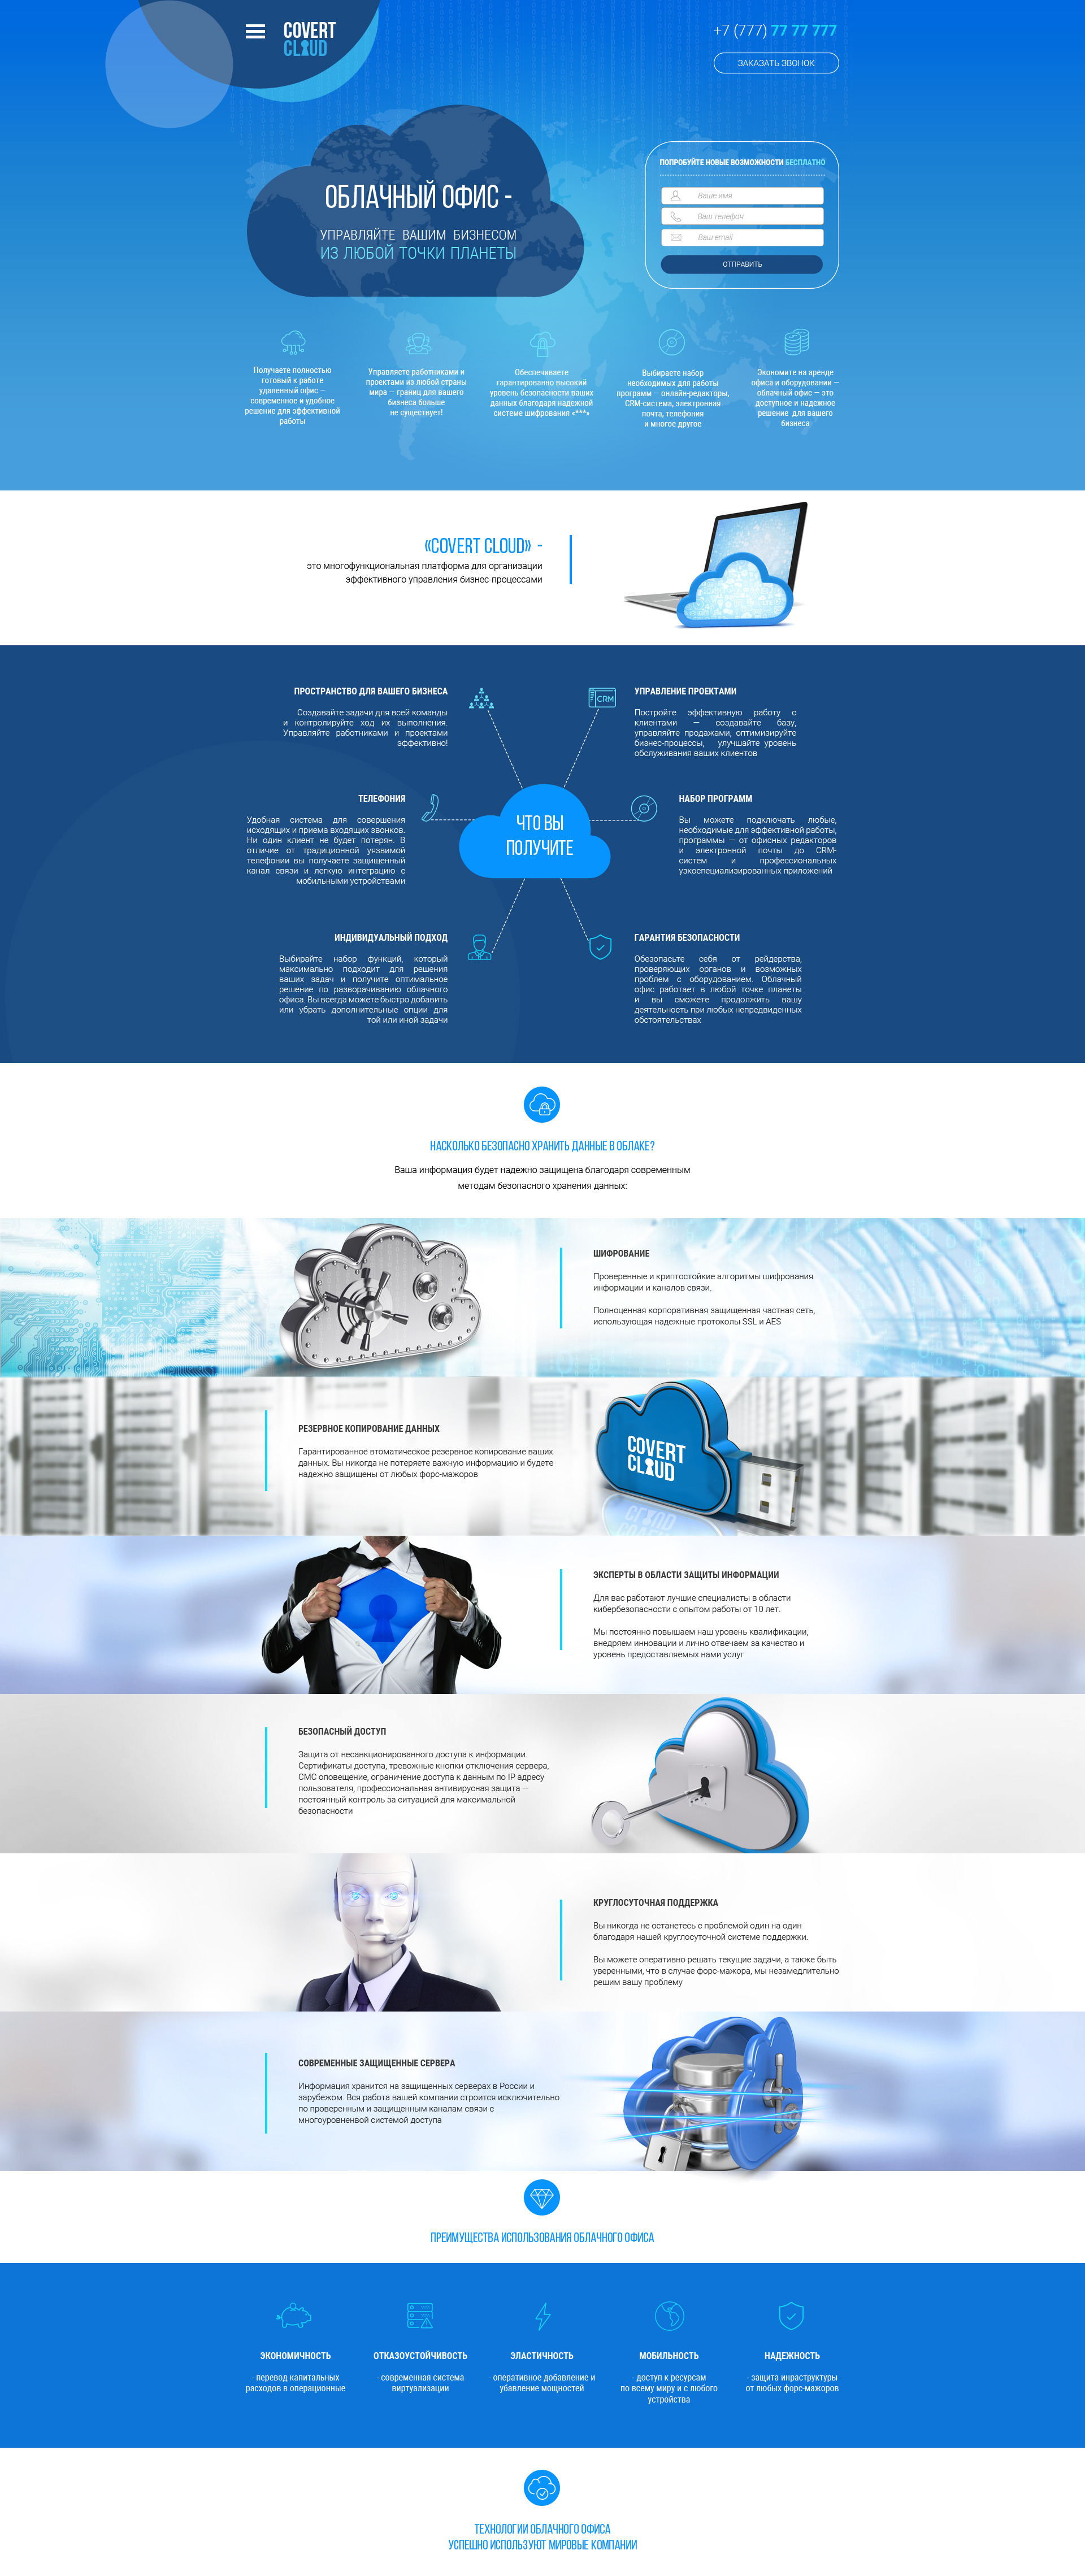 COVERT
CLOUD
+7 (777) 77 77 777
ЗАКАЗАТЬ ЗВОНОК
ОБЛАЧНЫЙ ОФИС -
УПРАВЛЯЙТЕ ВАШИМ БИЗНЕСОМ
ИЗ ЛЮБОЙ ТОЧКИ ПЛАНЕТЫ
ПОПРОБУЙТЕ НОВЫЕ ВОЗМОЖНОСТИ БЕСПЛАТНО
Ваше имя
Ваш телефон
Ваш email
ОТПРАВИТЬ
Получаете полностью
готовый к работе
удаленный офис —
современное и удобное
решение для эффективной
работы
Управляете работниками и
проектами из любой страны
мира — границ для вашего
бизнеса больше
не существует!
Обеспечиваете
гарантированно высокий
уровень безопасности ваших
данных благодаря надежной
системе шифрования «***»
Выбираете набор
необходимых для работы
программ — онлайн-редакторы,
CRM-система, электронная
почта, телефония
и многое другое
Экономите на аренде
офиса и оборудовании —
облачный офис — это
доступное и надежное
решение для вашего
бизнеса
«COVERT CLOUD» -
это многофункциональная платформа для организации
эффективного управления бизнес-процессами
ПРОСТРАНСТВО ДЛЯ ВАШЕГО БИЗНЕСА
Создавайте задачи для всей команды
и контролируйте ход их выполнения.
Управляйте работниками и проектами
эффективно!
CRM
УПРАВЛЕНИЕ ПРОЕКТАМИ
Постройте эффективную работу с
клиентами — создавайте базу,
управляйте продажами, оптимизируйте
бизнес-процессы, улучшайте уровень
обслуживания ваших клиентов
ТЕЛЕФОНИЯ
Удобная система для совершения
исходящих и приема входящих звонков.
Ни один клиент не будет потерян. В
отличие от традиционной уязвимой
телефонии вы получаете защищенный
канал связи и легкую интеграцию с
мобильными устройствами
ЧТО ВЫ
ПОЛУЧИТЕ
НАБОР ПРОГРАММ
Вы можете подключать любые,
необходимые для эффективной работы,
программы — от офисных редакторов
и электронной почты до CRM-
систем и профессиональных
узкоспециализированных приложений
ИНДИВИДУАЛЬНЫЙ ПОДХОД
Выбирайте набор функций, который
максимально подходит для решения
ваших задач и получите оптимальное
решение по разворачиванию облачного
офиса. Вы всегда можете быстро добавить
или убрать дополнительные опции для
той или иной задачи
ГАРАНТИЯ БЕЗОПАСНОСТИ
Обезопасьте себя от рейдерства,
проверяющих органов и возможных
проблем с оборудованием. Облачный
офис работает в любой точке планеты
и вы сможете продолжить вашу
деятельность при любых непредвиденных
обстоятельствах
НАСКОЛЬКО БЕЗОПАСНО ХРАНИТЬ ДАННЫЕ В ОБЛАКЕ?
Ваша информация будет надежно защищена благодаря современным
методам безопасного хранения данных:
ШИФРОВАНИЕ
Проверенные и криптостойкие алгоритмы шифрования
информации и каналов связи.
Полноценная корпоративная защищенная частная сеть,
использующая надежные протоколы SSL и AES
РЕЗЕРВНОЕ КОПИРОВАНИЕ ДАННЫХ
Гарантированное втоматическое резервное копирование ваших
данных. Вы никогда не потеряете важную информацию и будете
надежно защищены от любых форс-мажоров
COVERT
CLOUD
ЭКСПЕРТЫ В ОБЛАСТИ ЗАЩИТЫ ИНФОРМАЦИИ
Для вас работают лучшие специалисты в области
кибербезопасности с опытом работы от 10 лет.
Мы постоянно повышаем наш уровень квалификации,
внедряем инновации и лично отвечаем за качество и
уровень предоставляемых нами услуг
БЕЗОПАСНЫЙ ДОСТУП
Защита от несанкционированного доступа к информации.
Сертификаты доступа, тревожные кнопки отключения сервера,
СМС оповещение, ограничение доступа к данным по IP адресу
пользователя, профессиональная антивирусная защита —
постоянный контроль за ситуацией для максимальной
безопасности
КРУГЛОСУТОЧНАЯ ПОДДЕРЖКА
Вы никогда не останетесь с проблемой один на один
благодаря нашей круглосуточной системе поддержки.
Вы можете оперативно решать текущие задачи, а также быть
уверенными, что в случае форс-мажора, мы незамедлительно
решим вашу проблему
СОВРЕМЕННЫЕ ЗАЩИЩЕННЫЕ СЕРВЕРА
Информация хранится на защищенных серверах в России и
зарубежом. Вся работа вашей компании строится исключительно
по проверенным и защищенным каналам связи с
многоуровневой системой доступа
ПРЕИМУЩЕСТВА ИСПОЛЬЗОВАНИЯ ОБЛАЧНОГО ОФИСА
ЭКОНОМИЧНОСТЬ
- перевод капитальных
расходов в операционные
ОТКАЗОУСТОЙЧИВОСТЬ
- современная система
виртуализации
ЭЛАСТИЧНОСТЬ
- оперативное добавление и
убавление мощностей
МОБИЛЬНОСТЬ
- доступ к ресурсам
по всему миру и с любого
устройства
НАДЕЖНОСТЬ
- защита инраструктуры
от любых форс-мажоров
ТЕХНОЛОГИИ ОБЛАЧНОГО ОФИСА
УСПЕШНО ИСПОЛЬЗУЮТ МИРОВЫЕ КОМПАНИИ